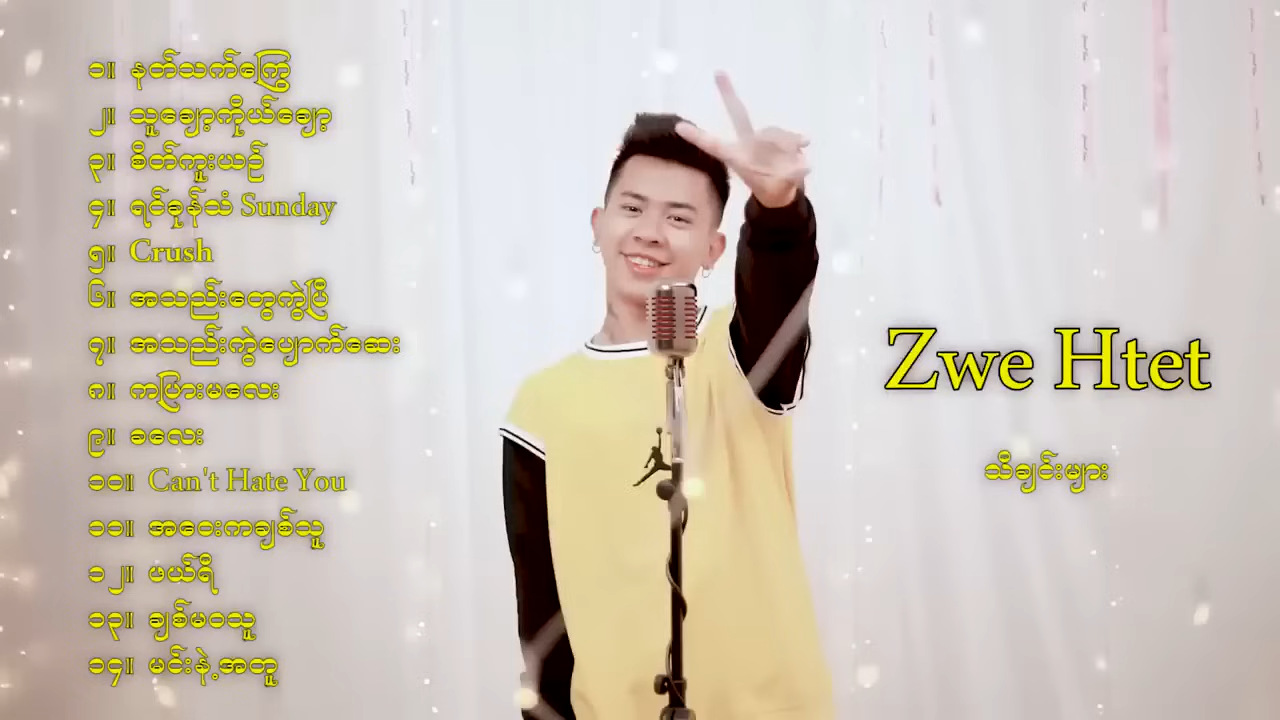 ၁။ နတ်သက်ကြွေ
၂။ သူချော့ကိုယ်ချော့
၃။ စိတ်ကူးယဉ်
၄။ ရင်ခုန်သံ Sunday
၅။ Crush
၆။ အသည်းတွေကွဲပြီ
၇။ အသည်းကွဲပျောက်ဆေး
၈။ ကပြားမလေး
၉။ ခလေး
၁၀။ Can't Hate You
၁၁။ အဝေးကချစ်သူ
၁၂။ ဖယ်ရီ
၁၃။ ချစ်မဝသူ
၁၄။ မင်းနဲ့အတူ
Zwe Htet
သီချင်းများ